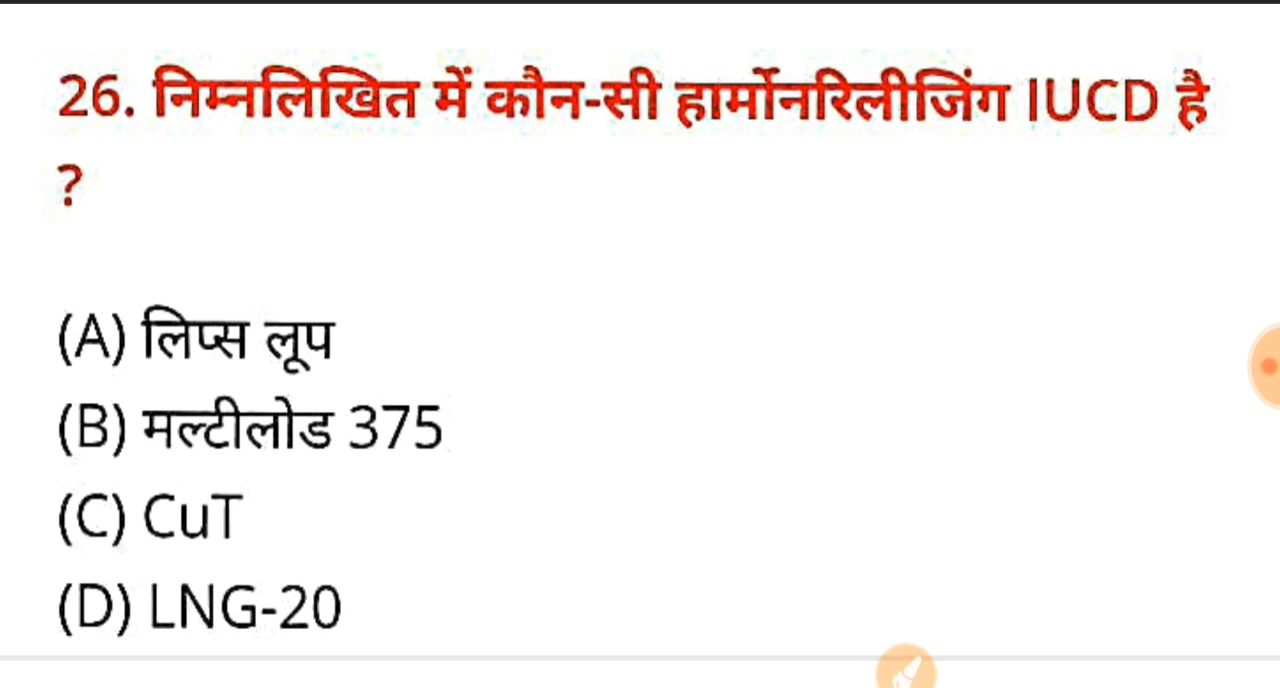 26. निम्नलिखित में कौन-सी हार्मोनरिलीजिंग IUCD है
?
(A) लिप्स लूप
(B) मल्टीलोड 375
(C) CuT
(D) LNG-20